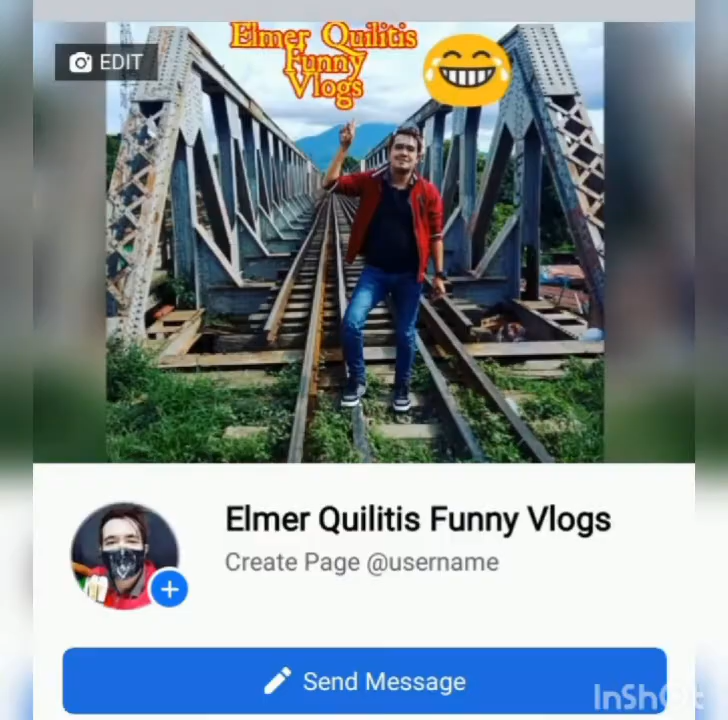 Elmer Quilitis
Funny
Vlogs
EDIT
Elmer Quilitis Funny Vlogs
Create Page @username
Send Message
InShOt